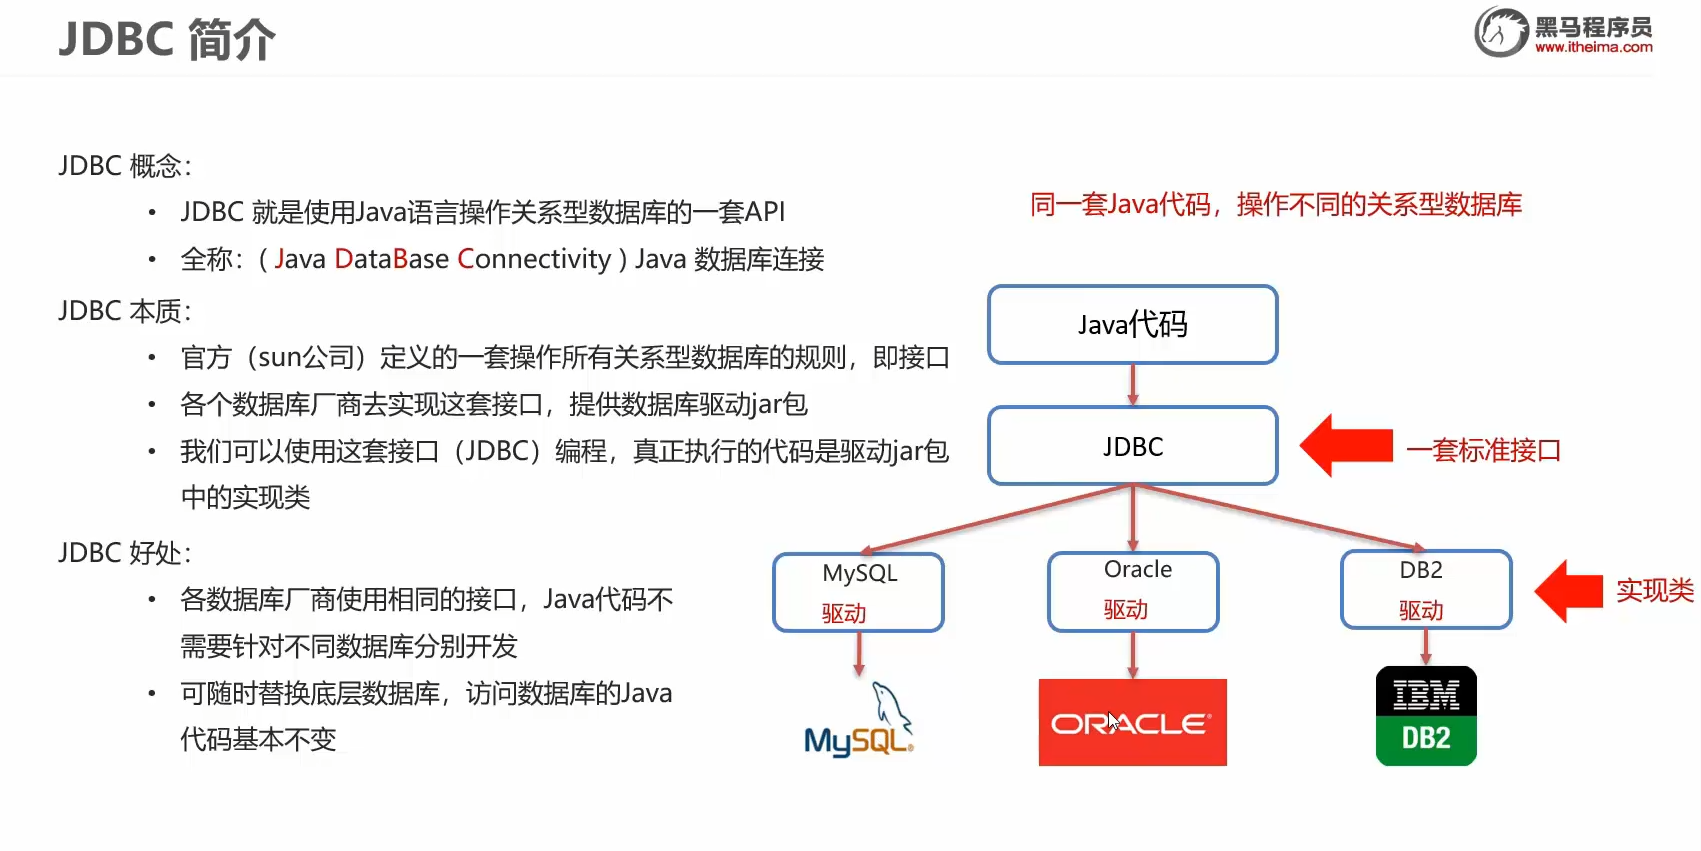 JDBC 简介
黑马程序员
www.itheima.com
JDBC 概念：
• JDBC 就是使用Java语言操作关系型数据库的一套API
• 全称：( Java DataBase Connectivity ) Java 数据库连接
JDBC 本质：
• 官方（sun公司）定义的一套操作所有关系型数据库的规则，即接口
• 各个数据库厂商去实现这套接口，提供数据库驱动jar包
• 我们可以使用这套接口（JDBC）编程，真正执行的代码是驱动jar包
中的实现类
JDBC 好处：
• 各数据库厂商使用相同的接口，Java代码不
需要针对不同数据库分别开发
• 可随时替换底层数据库，访问数据库的Java
代码基本不变
同一套Java代码，操作不同的关系型数据库
Java代码
JDBC
一套标准接口
MySQL
驱动
Oracle
驱动
DB2
驱动
实现类
MySQL®
ORACLE®
IBM
DB2